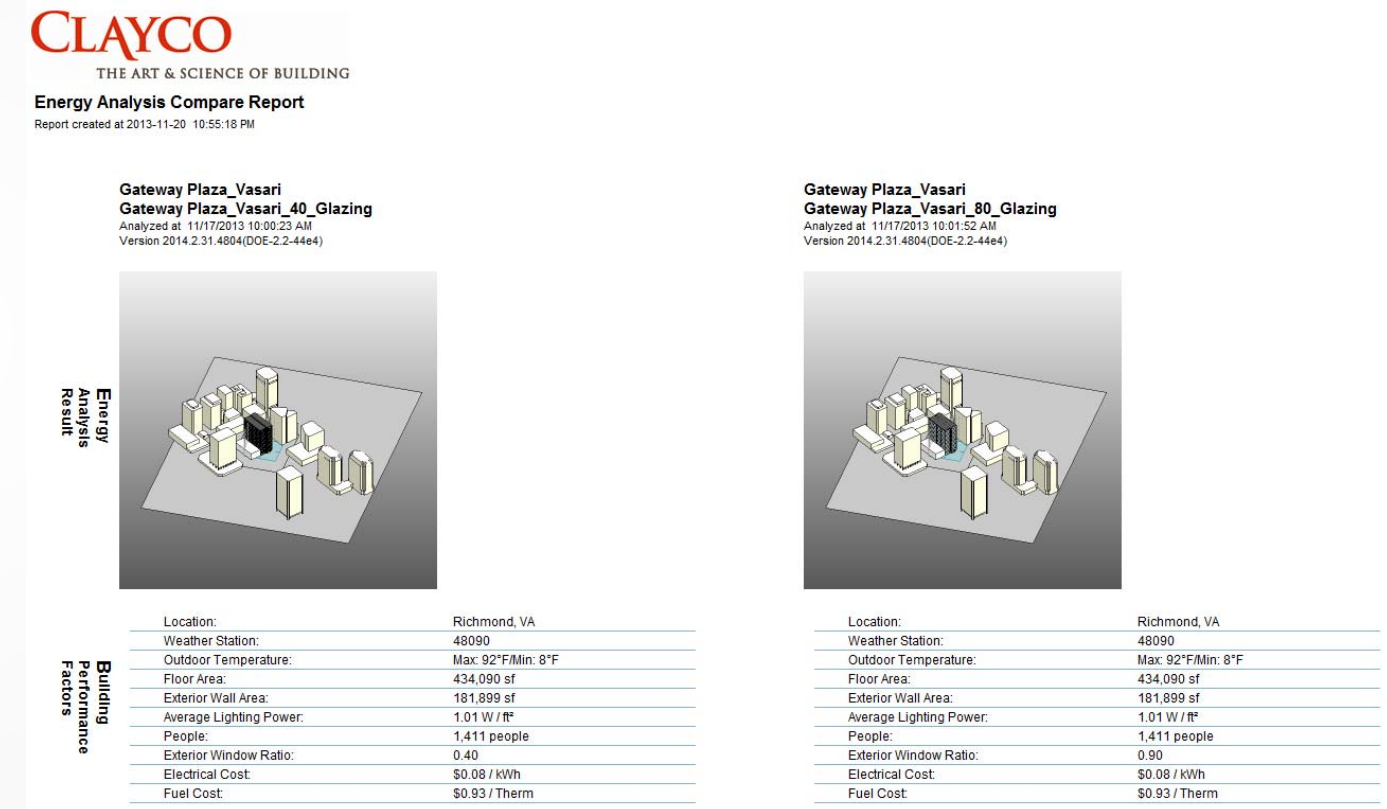 CLAYCO
THE ART & SCIENCE OF BUILDING
Energy Analysis Compare Report
Report created at 2013-11-20 10:55:18 PM
Gateway Plaza_Vasari
Gateway Plaza_Vasari_40_Glazing
Analyzed at 11/17/2013 10:00:23 AM
Version 2014.2.31.4804(DOE-2.2-44e4)
Energy
Analysis
Result
Building
Performance
Factors
Location: Richmond, VA
Weather Station: 48090
Outdoor Temperature: Max: 92°F/Min: 8°F
Floor Area: 434,090 sf
Exterior Wall Area: 181,899 sf
Average Lighting Power: 1.01 W / ft²
People: 1,411 people
Exterior Window Ratio: 0.40
Electrical Cost: $0.08 / kWh
Fuel Cost: $0.93 / Therm
Gateway Plaza_Vasari
Gateway Plaza_Vasari_80_Glazing
Analyzed at 11/17/2013 10:01:52 AM
Version 2014.2.31.4804(DOE-2.2-44e4)
Location: Richmond, VA
Weather Station: 48090
Outdoor Temperature: Max: 92°F/Min: 8°F
Floor Area: 434,090 sf
Exterior Wall Area: 181,899 sf
Average Lighting Power: 1.01 W / ft²
People: 1,411 people
Exterior Window Ratio: 0.90
Electrical Cost: $0.08 / kWh
Fuel Cost: $0.93 / Therm